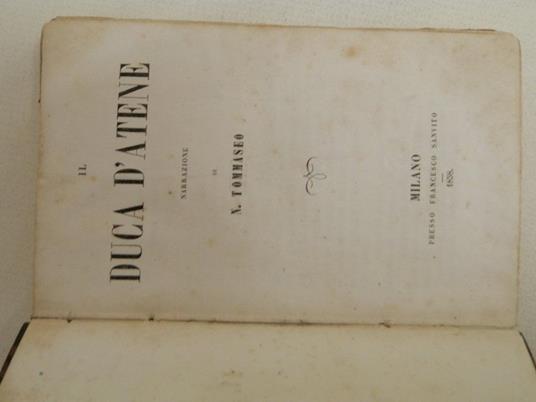 IL
DUCA D'ATENE
NARRAZIONE
DI
N. TOMMASEO
MILANO
PRESSO FRANCESCO SANVITO
1858.